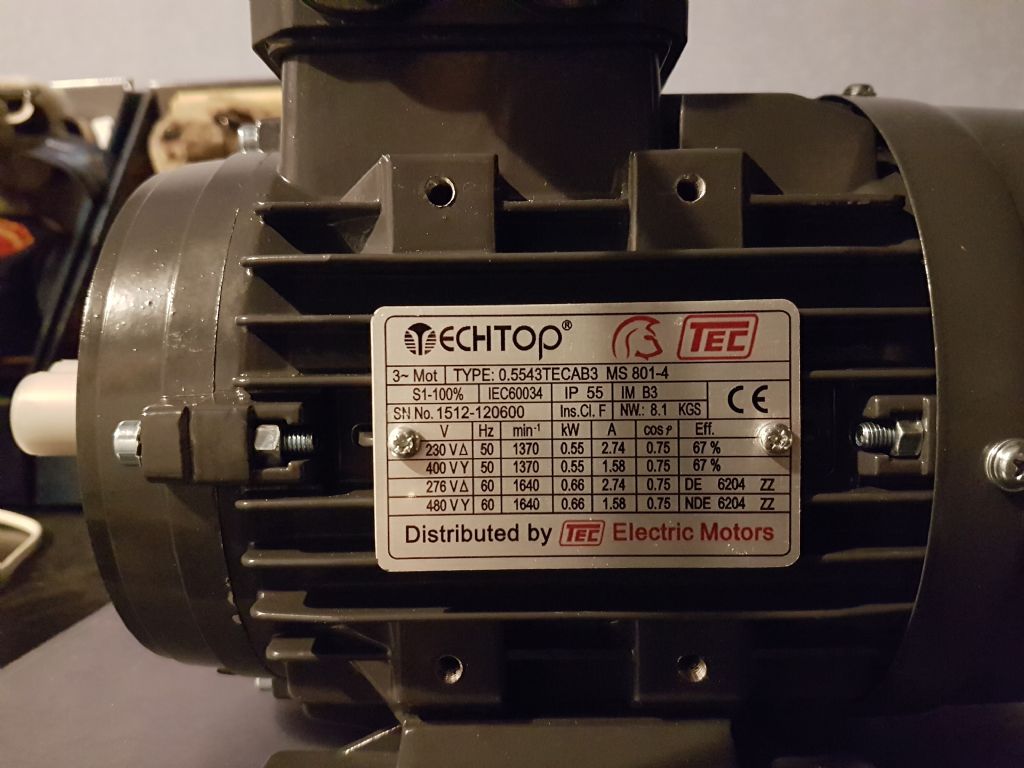 TECHTOP® TEC
3~ Mot TYPE: 0.5543TECAB3 MS 801-4
S1-100% IEC60034 IP 55 IM B3 CE
SN No. 1512-120600 Ins.Cl. F NW.: 8.1 KGS
V Hz min⁻¹ kW A cosφ Eff.
230 VΔ 50 1370 0.55 2.74 0.75 67 %
400 VY 50 1370 0.55 1.58 0.75 67 %
276 VΔ 60 1640 0.66 2.74 0.75 DE 6204 ZZ
480 VY 60 1640 0.66 1.58 0.75 NDE 6204 ZZ
Distributed by TEC Electric Motors